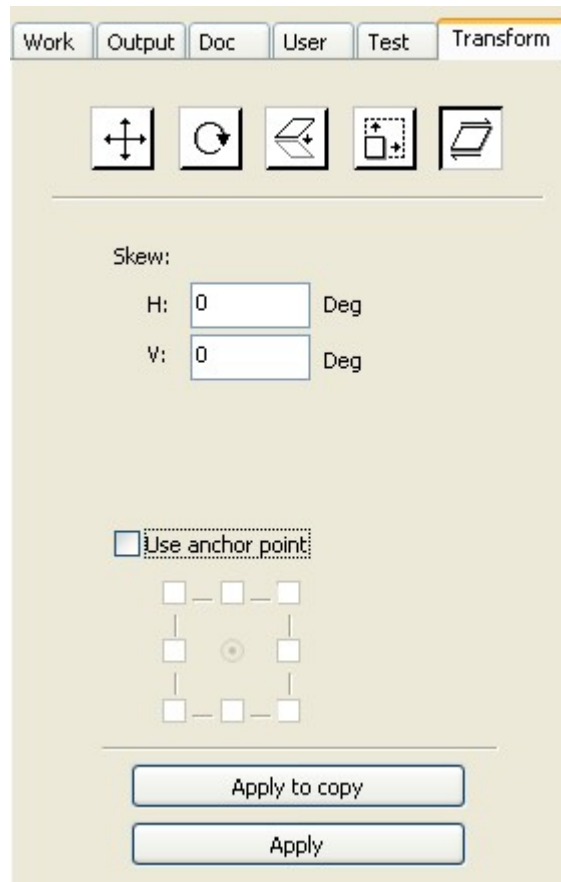 Work Output Doc User Test Transform
Skew:
H: 0 Deg
V: 0 Deg
Use anchor point
Apply to copy
Apply